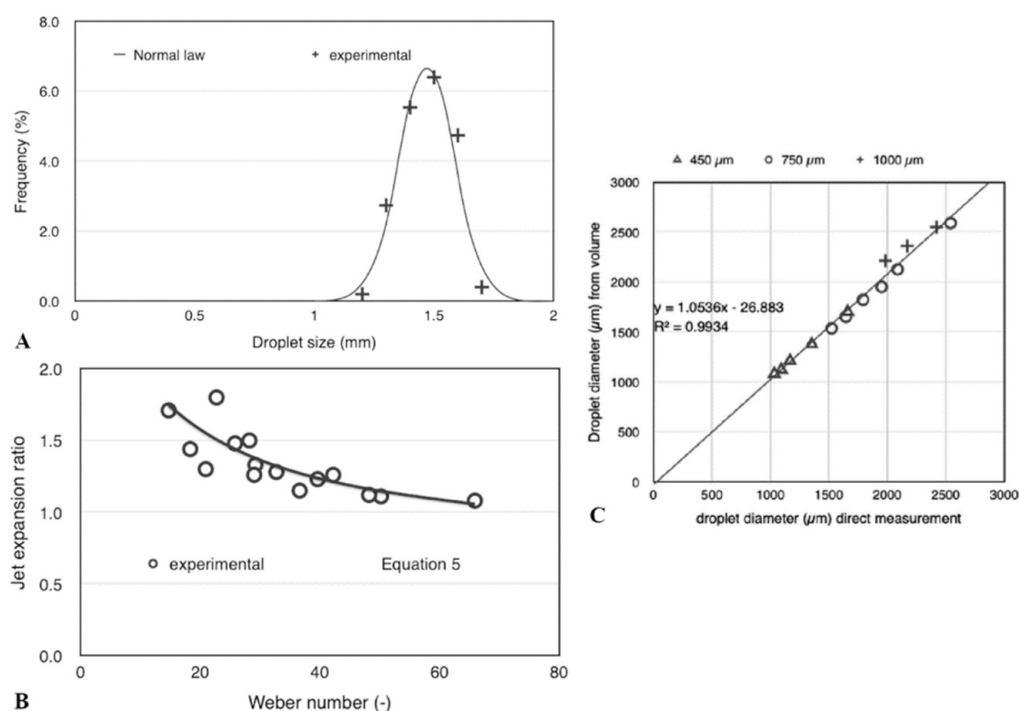 8.0
6.0
4.0
2.0
0.0
Frequency (%)
— Normal law
+ experimental
0
0.5
1
1.5
2
Droplet size (mm)
A
2.0
1.5
1.0
0.5
0.0
Jet expansion ratio
experimental
Equation 5
0
20
40
60
80
Weber number (-)
B
450 µm
750 µm
+ 1000 µm
3000
2500
2000
1500
1000
500
0
Droplet diameter (µm) from volume
y = 1.0536x - 26.883
R² = 0.9934
0
500
1000
1500
2000
2500
3000
droplet diameter (µm) direct measurement
C